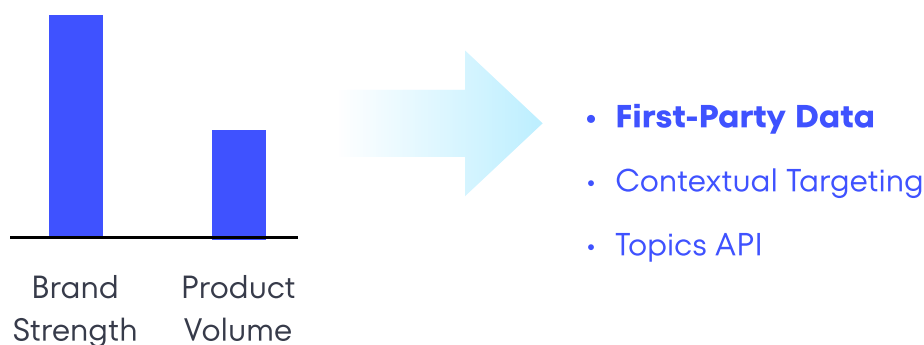 • First-Party Data
• Contextual Targeting
• Topics API
Brand
Strength
Product
Volume